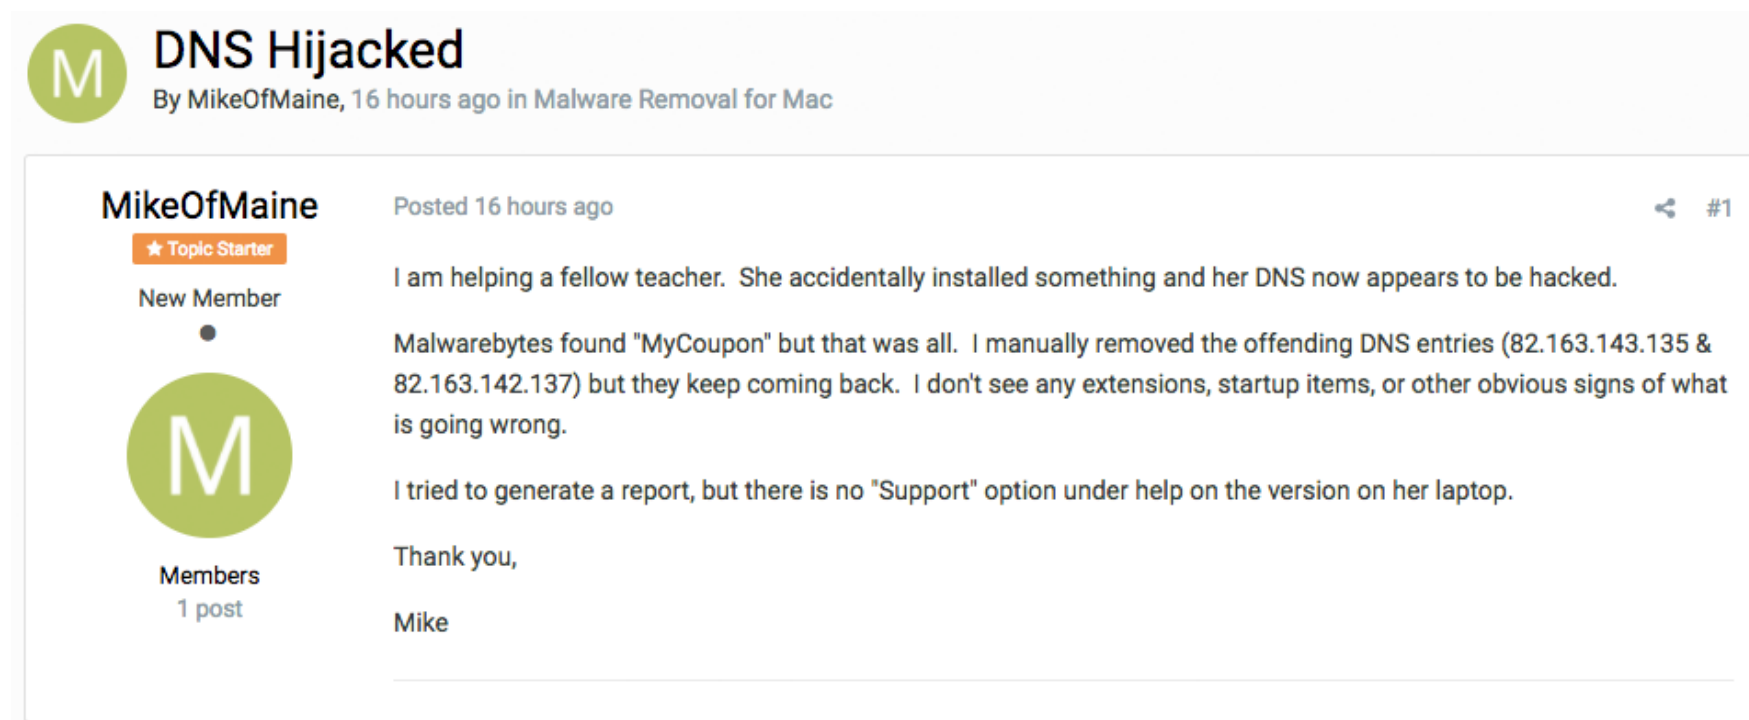 M
DNS Hijacked
By MikeOfMaine, 16 hours ago in Malware Removal for Mac
MikeOfMaine
Topic Starter
New Member
M
Members
1 post
Posted 16 hours ago
#1
I am helping a fellow teacher.  She accidentally installed something and her DNS now appears to be hacked.
Malwarebytes found "MyCoupon" but that was all.  I manually removed the offending DNS entries (82.163.143.135 &
82.163.142.137) but they keep coming back.  I don't see any extensions, startup items, or other obvious signs of what
is going wrong.
I tried to generate a report, but there is no "Support" option under help on the version on her laptop.
Thank you,
Mike